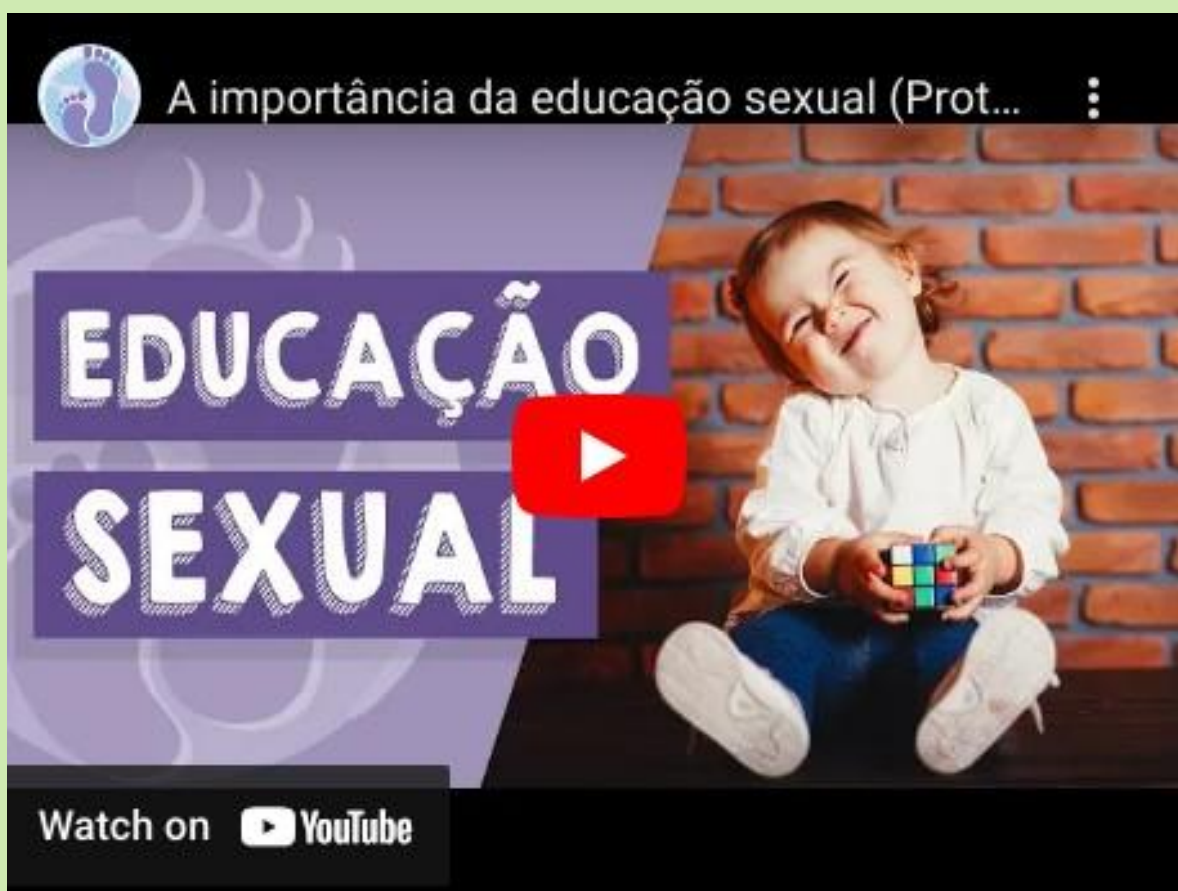 A importância da educação sexual (Prot...
EDUCAÇÃO
SEXUAL
Watch on YouTube